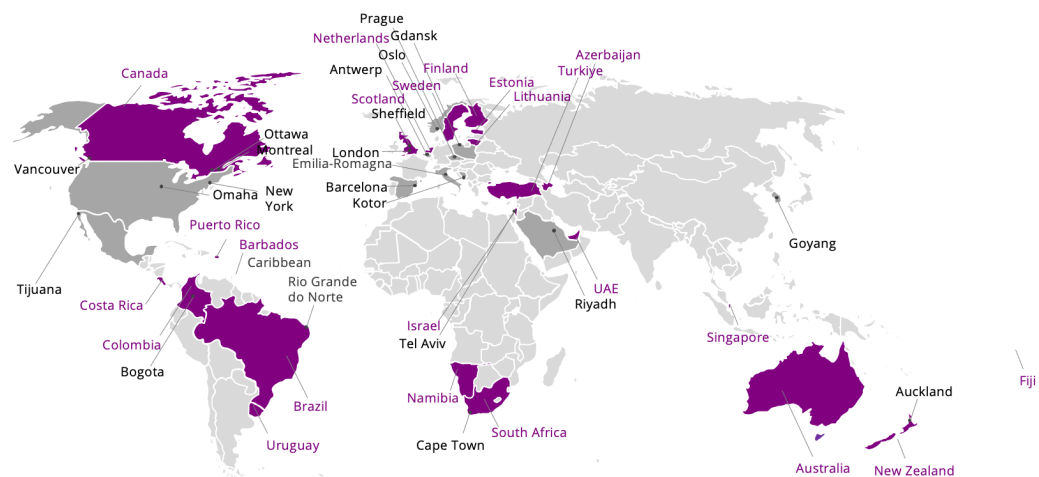 Prague
Netherlands
Gdansk
Oslo
Azerbaijan
Antwerp
Finland
Turkiye
Canada
Sweden
Estonia
Scotland
Lithuania
Sheffield
Ottawa
Montreal
London
Emilia-Romagna
Vancouver
Barcelona
Omaha
New
York
Kotor
Puerto Rico
Barbados
Goyang
Caribbean
Rio Grande
do Norte
Tijuana
UAE
Costa Rica
Riyadh
Israel
Singapore
Colombia
Tel Aviv
Bogota
Fiji
Auckland
Namibia
Brazil
South Africa
Uruguay
Cape Town
Australia
New Zealand